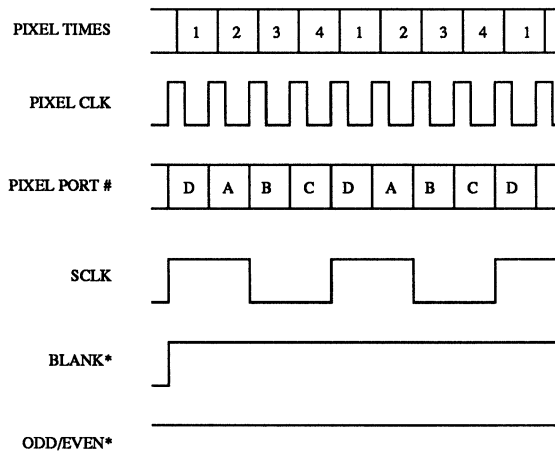 PIXEL TIMES 1 2 3 4 1 2 3 4 1
PIXEL CLK
PIXEL PORT # D A B C D A B C D
SCLK
BLANK*
ODD/EVEN*